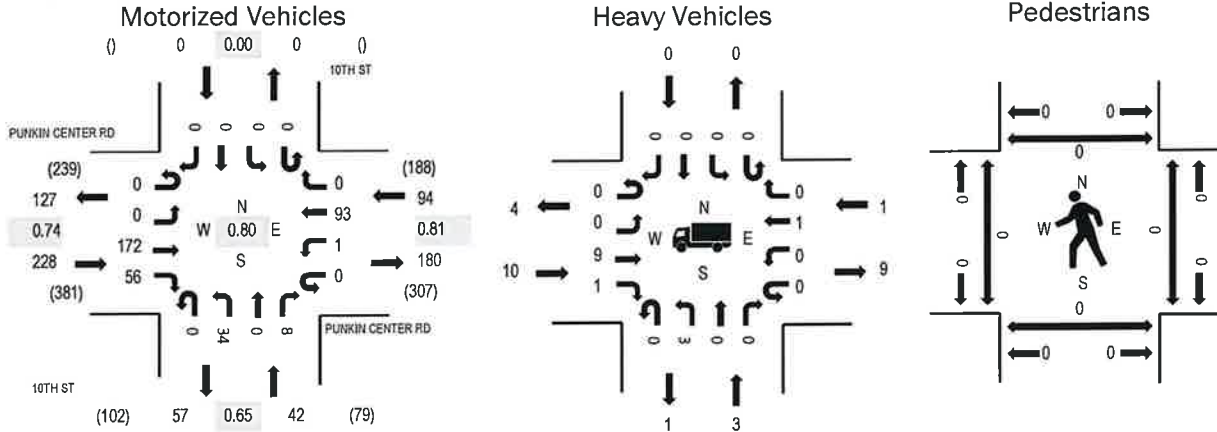 Motorized Vehicles
() 0 0.00 0 ()
10TH ST
PUNKIN CENTER RD
0 0 0 0
(239)
127
0.74
228
(381)
0
0
172
56
N
W 0.80 E
S
0
93
1
0
(188)
94
0.81
180
(307)
0 34 0 8
PUNKIN CENTER RD
10TH ST
(102) 57 0.65 42 (79)
Heavy Vehicles
0 0
0 0 0 0
4
10
0
0
9
1
N
W E
S
0
1
0
0
1
9
0 3 0 0
1 3
Pedestrians
0 0
0
0
0
0
N
W E
S
0
0
0
0
0 0